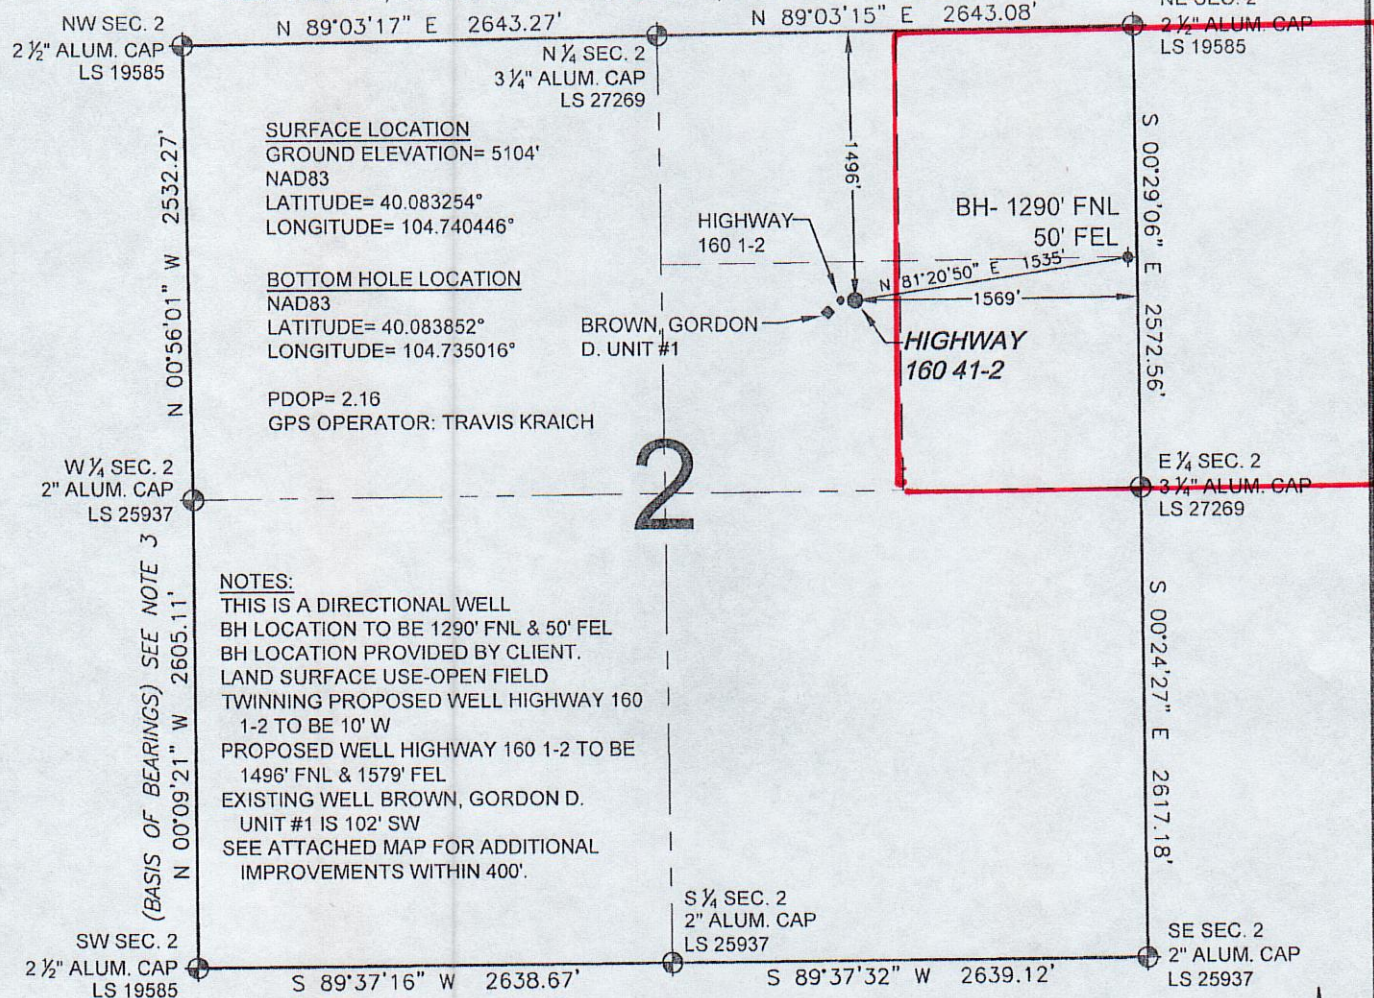 NW SEC. 2
2 ½" ALUM. CAP
LS 19585
N 89°03'17" E 2643.27'
N ¼ SEC. 2
3 ¼" ALUM. CAP
LS 27269
N 89°03'15" E 2643.08'
NE SEC. 2
2 ½" ALUM. CAP
LS 19585
SURFACE LOCATION
GROUND ELEVATION= 5104'
NAD83
LATITUDE= 40.083254°
LONGITUDE= 104.740446°
BOTTOM HOLE LOCATION
NAD83
LATITUDE= 40.083852°
LONGITUDE= 104.735016°
PDOP= 2.16
GPS OPERATOR: TRAVIS KRAICH
N 00°56'01" W 2532.27'
1496'
HIGHWAY
160 1-2
BROWN, GORDON
D. UNIT #1
BH- 1290' FNL
50' FEL
N 81°20'50" E 1535'
1569'
HIGHWAY
160 41-2
S 00°29'06" E 2572.56'
W ¼ SEC. 2
2" ALUM. CAP
LS 25937
2
E ¼ SEC. 2
3 ¼" ALUM. CAP
LS 27269
(BASIS OF BEARINGS) SEE NOTE 3
N 00°09'21" W 2605.11'
NOTES:
THIS IS A DIRECTIONAL WELL
BH LOCATION TO BE 1290' FNL & 50' FEL
BH LOCATION PROVIDED BY CLIENT.
LAND SURFACE USE-OPEN FIELD
TWINNING PROPOSED WELL HIGHWAY 160
1-2 TO BE 10' W
PROPOSED WELL HIGHWAY 160 1-2 TO BE
1496' FNL & 1579' FEL
EXISTING WELL BROWN, GORDON D.
UNIT #1 IS 102' SW
SEE ATTACHED MAP FOR ADDITIONAL
IMPROVEMENTS WITHIN 400'.
S 00°24'27" E 2617.18'
SW SEC. 2
2 ½" ALUM. CAP
LS 19585
S 89°37'16" W 2638.67'
S ¼ SEC. 2
2" ALUM. CAP
LS 25937
S 89°37'32" W 2639.12'
SE SEC. 2
2" ALUM. CAP
LS 25937